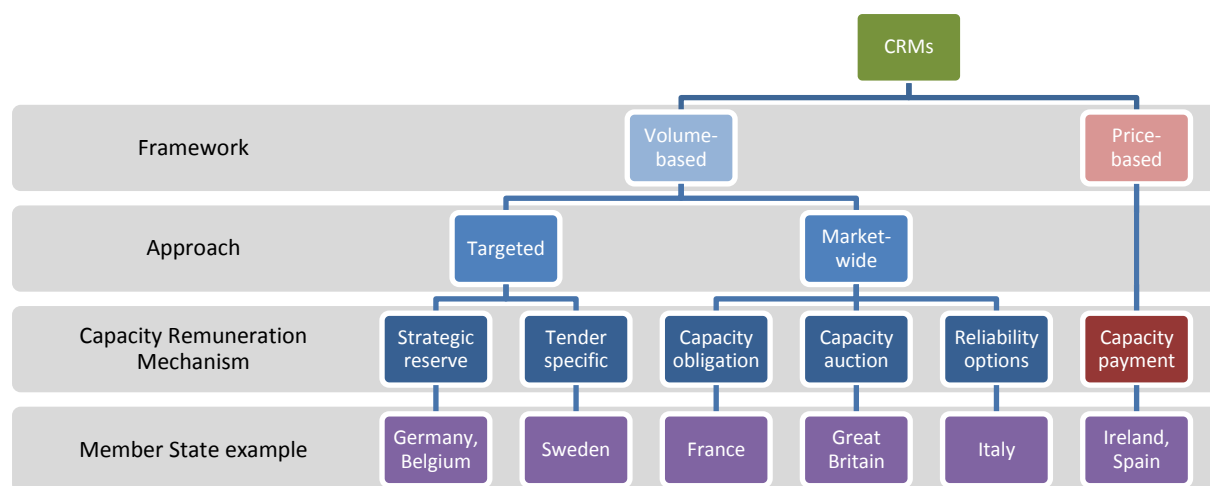 CRMs
Framework
Volume-
based
Price-
based
Approach
Targeted
Market-
wide
Capacity Remuneration
Mechanism
Strategic
reserve
Tender
specific
Capacity
obligation
Capacity
auction
Reliability
options
Capacity
payment
Member State example
Germany,
Belgium
Sweden
France
Great
Britain
Italy
Ireland,
Spain